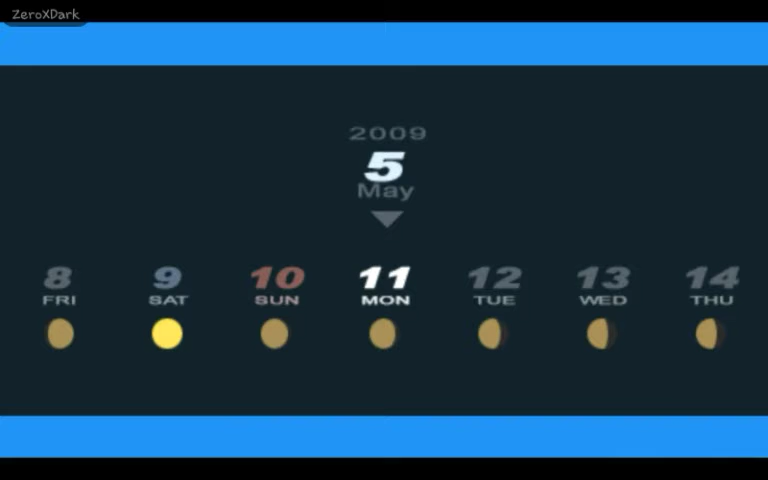 ZeroXDark
2009
5
May
8 9 10 11 12 13 14
FRI SAT SUN MON TUE WED THU